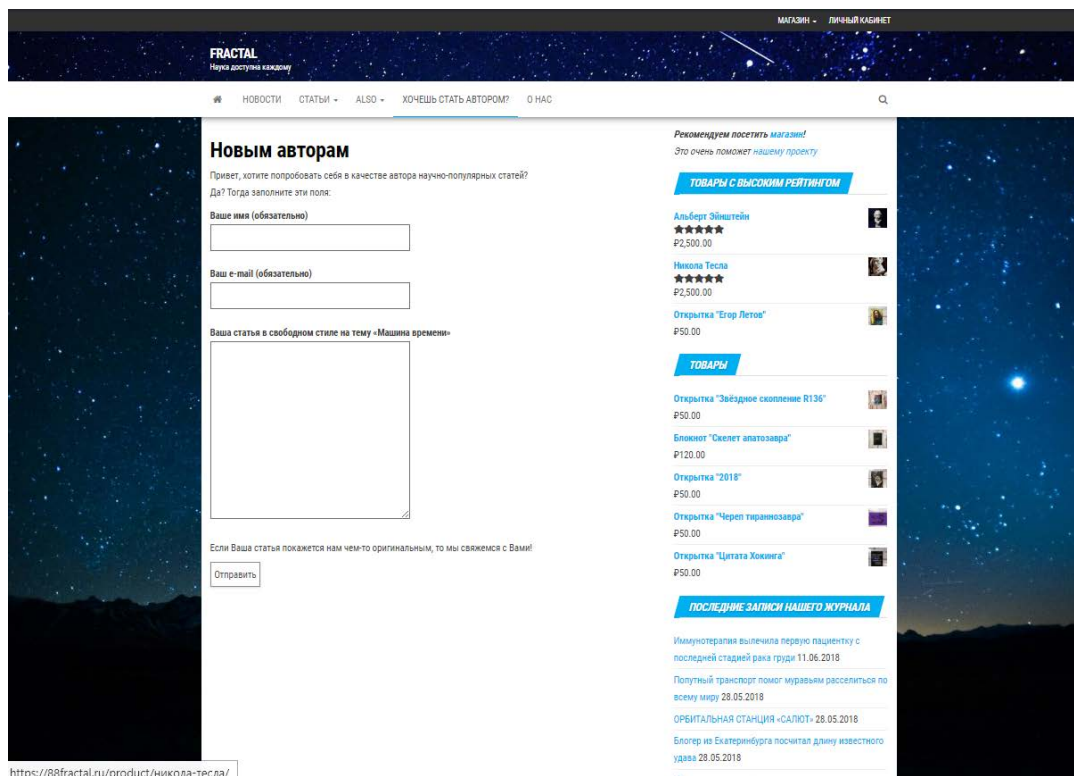 МАГАЗИН
ЛИЧНЫЙ КАБИНЕТ
FRACTAL
Наука доступна каждому
НОВОСТИ
СТАТЬИ
ALSO
ХОЧЕШЬ СТАТЬ АВТОРОМ?
О НАС
Новым авторам
Привет, хотите попробовать себя в качестве автора научно-популярных статей?
Да? Тогда заполните эти поля:
Ваше имя (обязательно)
Ваш e-mail (обязательно)
Ваша статья в свободном стиле на тему «Машина времени»
Если Ваша статья покажется нам чем-то оригинальным, то мы свяжемся с Вами!
Отправить
Рекомендуем посетить магазин!
Это очень поможет нашему проекту
ТОВАРЫ С ВЫСОКИМ РЕЙТИНГОМ
Альберт Эйнштейн
₽2,500.00
Никола Тесла
₽2,500.00
Открытка "Егор Летов"
₽50.00
ТОВАРЫ
Открытка "Звёздное скопление R136"
₽50.00
Блокнот "Скелет апатозавра"
₽120.00
Открытка "2018"
₽50.00
Открытка "Череп тираннозавра"
₽50.00
Открытка "Цитата Хокинга"
₽50.00
ПОСЛЕДНИЕ ЗАПИСИ НАШЕГО ЖУРНАЛА
Иммунотерапия вылечила первую пациентку с
последней стадией рака груди 11.06.2018
Попутный транспорт помог муравьям расселиться по
всему миру 28.05.2018
ОРБИТАЛЬНАЯ СТАНЦИЯ «САЛЮТ» 28.05.2018
Блогер из Екатеринбурга посчитал длину известного
удава 28.05.2018
https://88fractal.ru/product/никола-тесла/